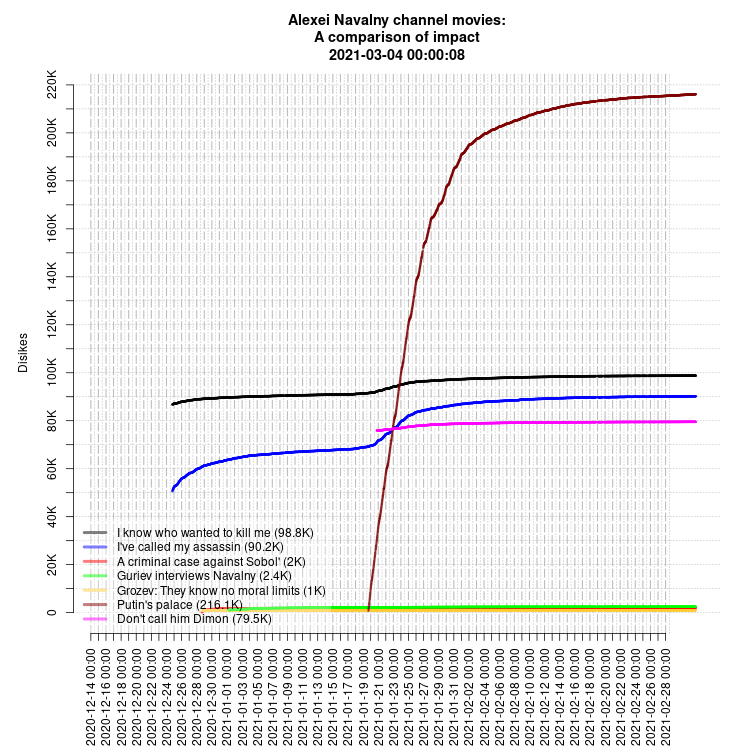 Alexei Navalny channel movies:
A comparison of impact
2021-03-04 00:00:08
220K
200K
180K
160K
140K
120K
100K
80K
60K
40K
20K
0
Disikes
I know who wanted to kill me (98.8K)
I've called my assassin (90.2K)
A criminal case against Sobol' (2K)
Guriev interviews Navalny (2.4K)
Grozev: They know no moral limits (1K)
Putin's palace (216.1K)
Don't call him Dimon (79.5K)
2020-12-14 00:00
2020-12-16 00:00
2020-12-18 00:00
2020-12-20 00:00
2020-12-22 00:00
2020-12-24 00:00
2020-12-26 00:00
2020-12-28 00:00
2020-12-30 00:00
2021-01-01 00:00
2021-01-03 00:00
2021-01-05 00:00
2021-01-07 00:00
2021-01-09 00:00
2021-01-11 00:00
2021-01-13 00:00
2021-01-15 00:00
2021-01-17 00:00
2021-01-19 00:00
2021-01-21 00:00
2021-01-23 00:00
2021-01-25 00:00
2021-01-27 00:00
2021-01-29 00:00
2021-01-31 00:00
2021-02-02 00:00
2021-02-04 00:00
2021-02-06 00:00
2021-02-08 00:00
2021-02-10 00:00
2021-02-12 00:00
2021-02-14 00:00
2021-02-16 00:00
2021-02-18 00:00
2021-02-20 00:00
2021-02-22 00:00
2021-02-24 00:00
2021-02-26 00:00
2021-02-28 00:00